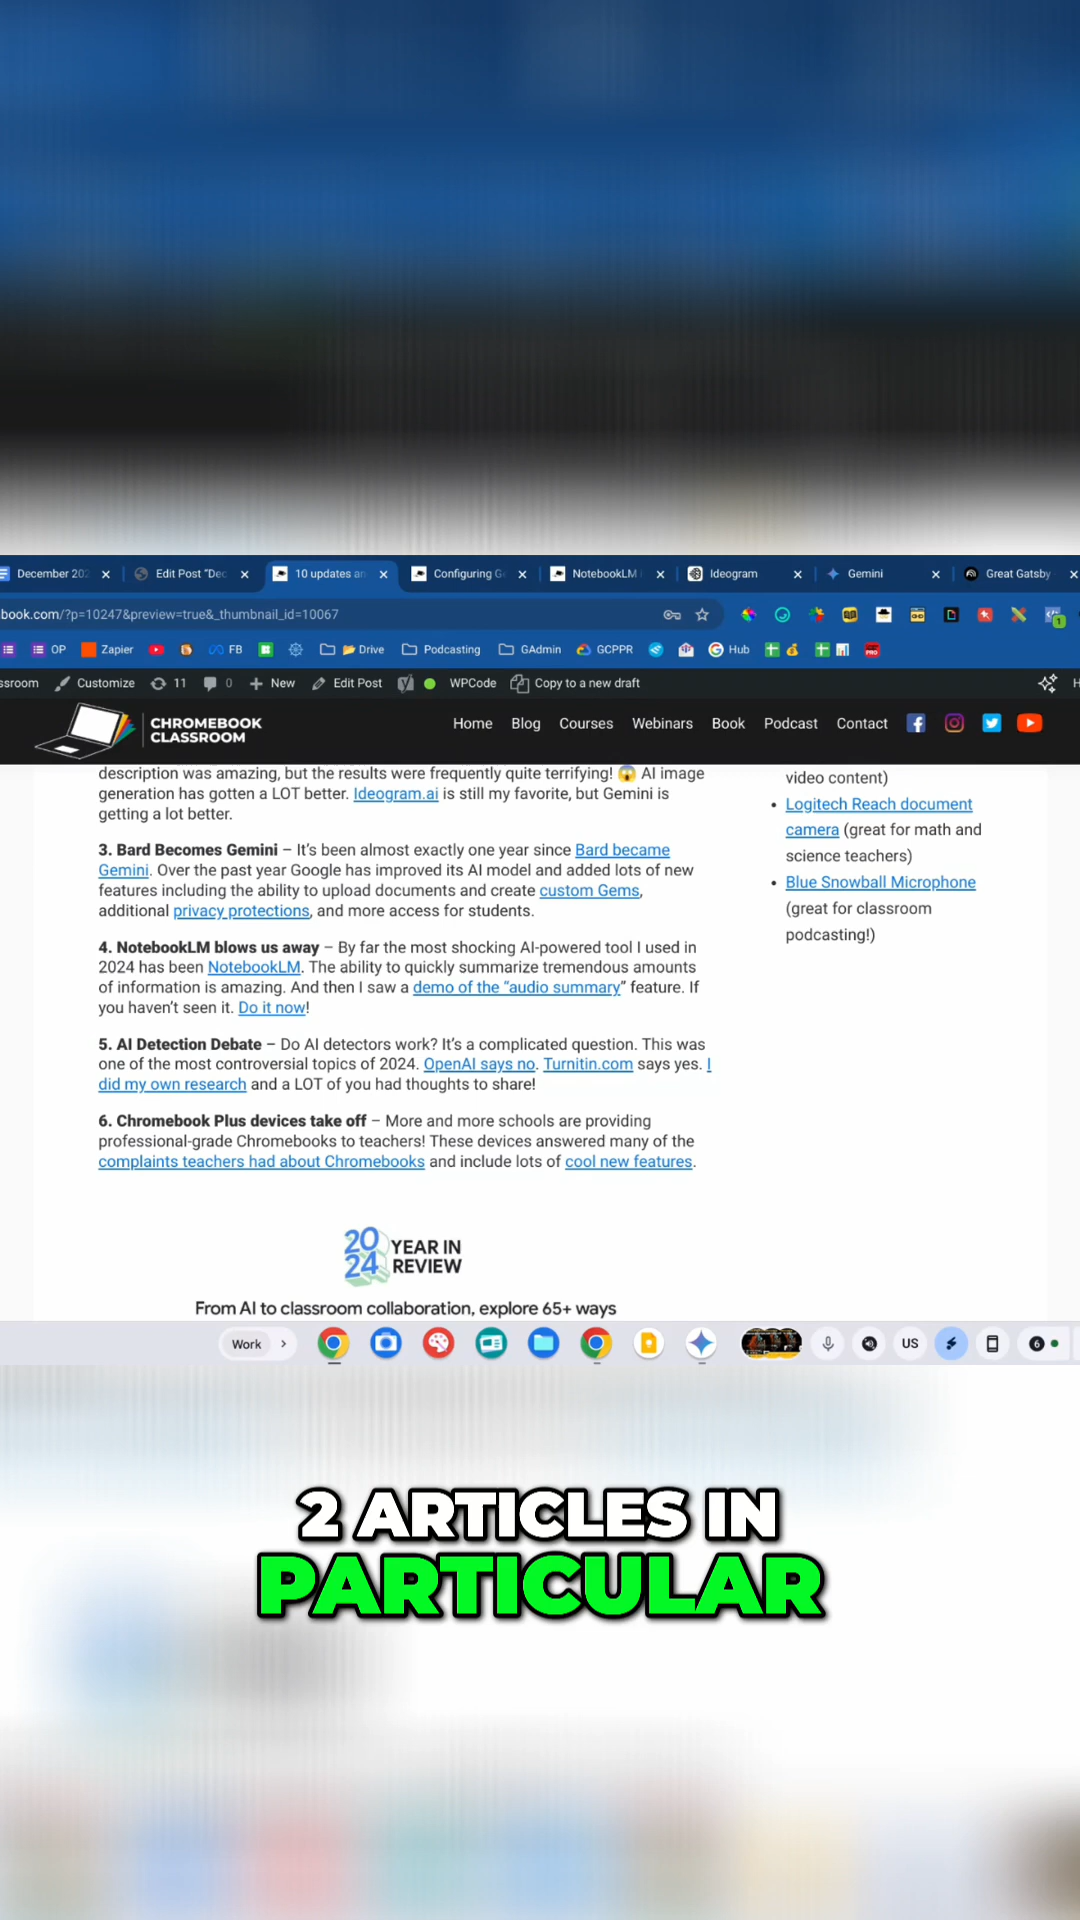 December 202
Edit Post "Dec
10 updates an
Configuring G
NotebookLM
Ideogram
Gemini
Great Gatsby
book.com/?p=10247&preview=true&_thumbnail_id=10067
OP
Zapier
FB
Drive
Podcasting
GAdmin
GCPPR
Hub
PRO
ssroom
Customize
11
0
New
Edit Post
WPCode
Copy to a new draft
H
CHROMEBOOK
CLASSROOM
Home Blog Courses Webinars Book Podcast Contact
description was amazing, but the results were frequently quite terrifying! 😱 AI image
generation has gotten a LOT better. Ideogram.ai is still my favorite, but Gemini is
getting a lot better.
3. Bard Becomes Gemini – It's been almost exactly one year since Bard became
Gemini. Over the past year Google has improved its AI model and added lots of new
features including the ability to upload documents and create custom Gems,
additional privacy protections, and more access for students.
4. NotebookLM blows us away – By far the most shocking AI-powered tool I used in
2024 has been NotebookLM. The ability to quickly summarize tremendous amounts
of information is amazing. And then I saw a demo of the "audio summary" feature. If
you haven't seen it. Do it now!
5. AI Detection Debate – Do AI detectors work? It's a complicated question. This was
one of the most controversial topics of 2024. OpenAI says no. Turnitin.com says yes. I
did my own research and a LOT of you had thoughts to share!
6. Chromebook Plus devices take off – More and more schools are providing
professional-grade Chromebooks to teachers! These devices answered many of the
complaints teachers had about Chromebooks and include lots of cool new features.
video content)
• Logitech Reach document
camera (great for math and
science teachers)
• Blue Snowball Microphone
(great for classroom
podcasting!)
2024 YEAR IN
REVIEW
From AI to classroom collaboration, explore 65+ ways
Work
US
6
2 ARTICLES IN
PARTICULAR